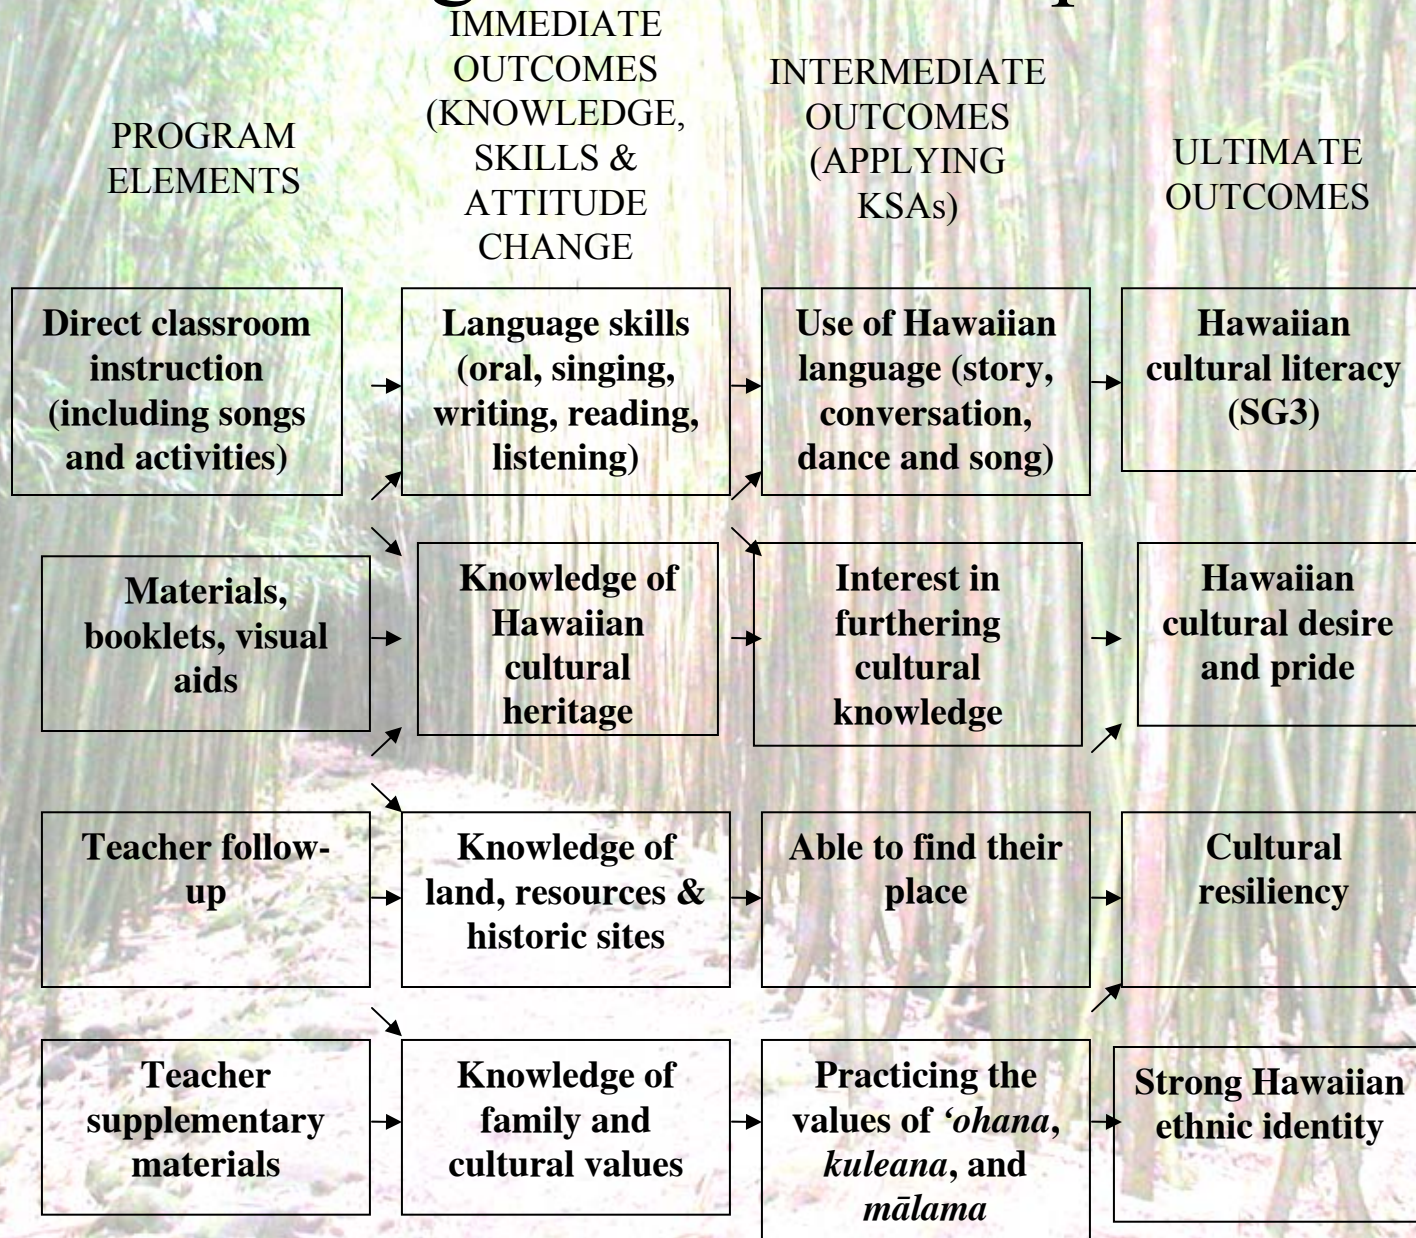 IMMEDIATE
OUTCOMES
(KNOWLEDGE,
SKILLS &
ATTITUDE
CHANGE
INTERMEDIATE
OUTCOMES
(APPLYING
KSAs)
PROGRAM
ELEMENTS
ULTIMATE
OUTCOMES
Direct classroom
instruction
(including songs
and activities)
Language skills
(oral, singing,
writing, reading,
listening)
Use of Hawaiian
language (story,
conversation,
dance and song)
Hawaiian
cultural literacy
(SG3)
Materials,
booklets, visual
aids
Knowledge of
Hawaiian
cultural
heritage
Interest in
furthering
cultural
knowledge
Hawaiian
cultural desire
and pride
Teacher follow-
up
Knowledge of
land, resources &
historic sites
Able to find their
place
Cultural
resiliency
Teacher
supplementary
materials
Knowledge of
family and
cultural values
Practicing the
values of ‘ohana,
kuleana, and
mālama
Strong Hawaiian
ethnic identity